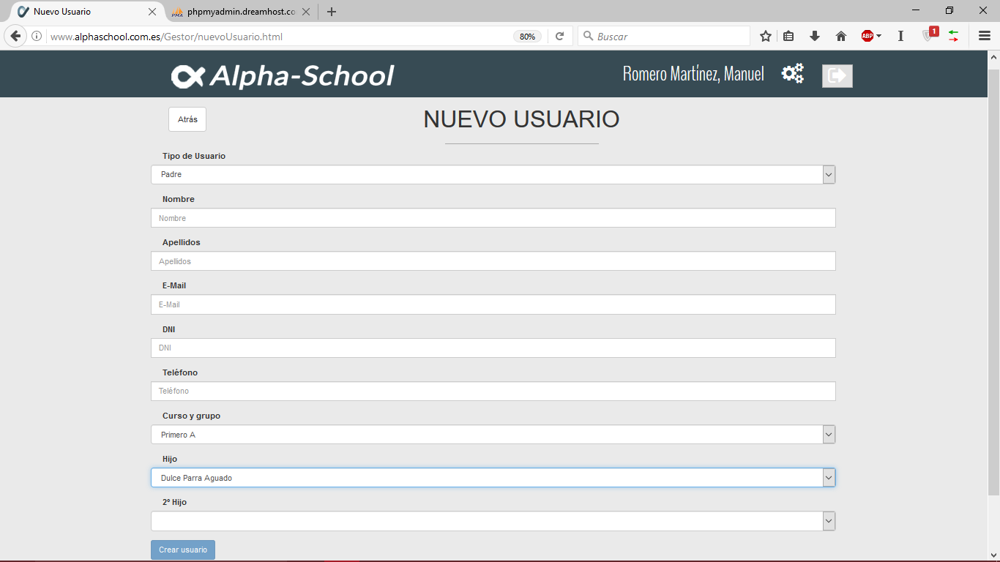 Nuevo Usuario
PMA phpmyadmin.dreamhost.co
www.alphaschool.com.es/Gestor/nuevoUsuario.html 80% Buscar ABP 1
Alpha-School Romero Martínez, Manuel
Atrás NUEVO USUARIO
Tipo de Usuario
Padre
Nombre
Nombre
Apellidos
Apellidos
E-Mail
E-Mail
DNI
DNI
Teléfono
Teléfono
Curso y grupo
Primero A
Hijo
Dulce Parra Aguado
2º Hijo
Crear usuario